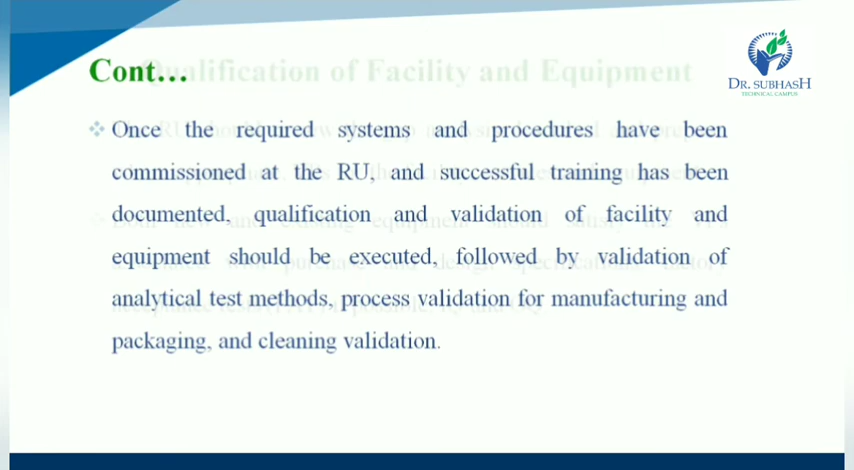 Cont...
Qualification of Facility and Equipment
DR. SUBHASH
TECHNICAL CAMPUS
❖ Once the required systems and procedures have been
commissioned at the RU, and successful training has been
documented, qualification and validation of facility and
equipment should be executed, followed by validation of
analytical test methods, process validation for manufacturing and
packaging, and cleaning validation.